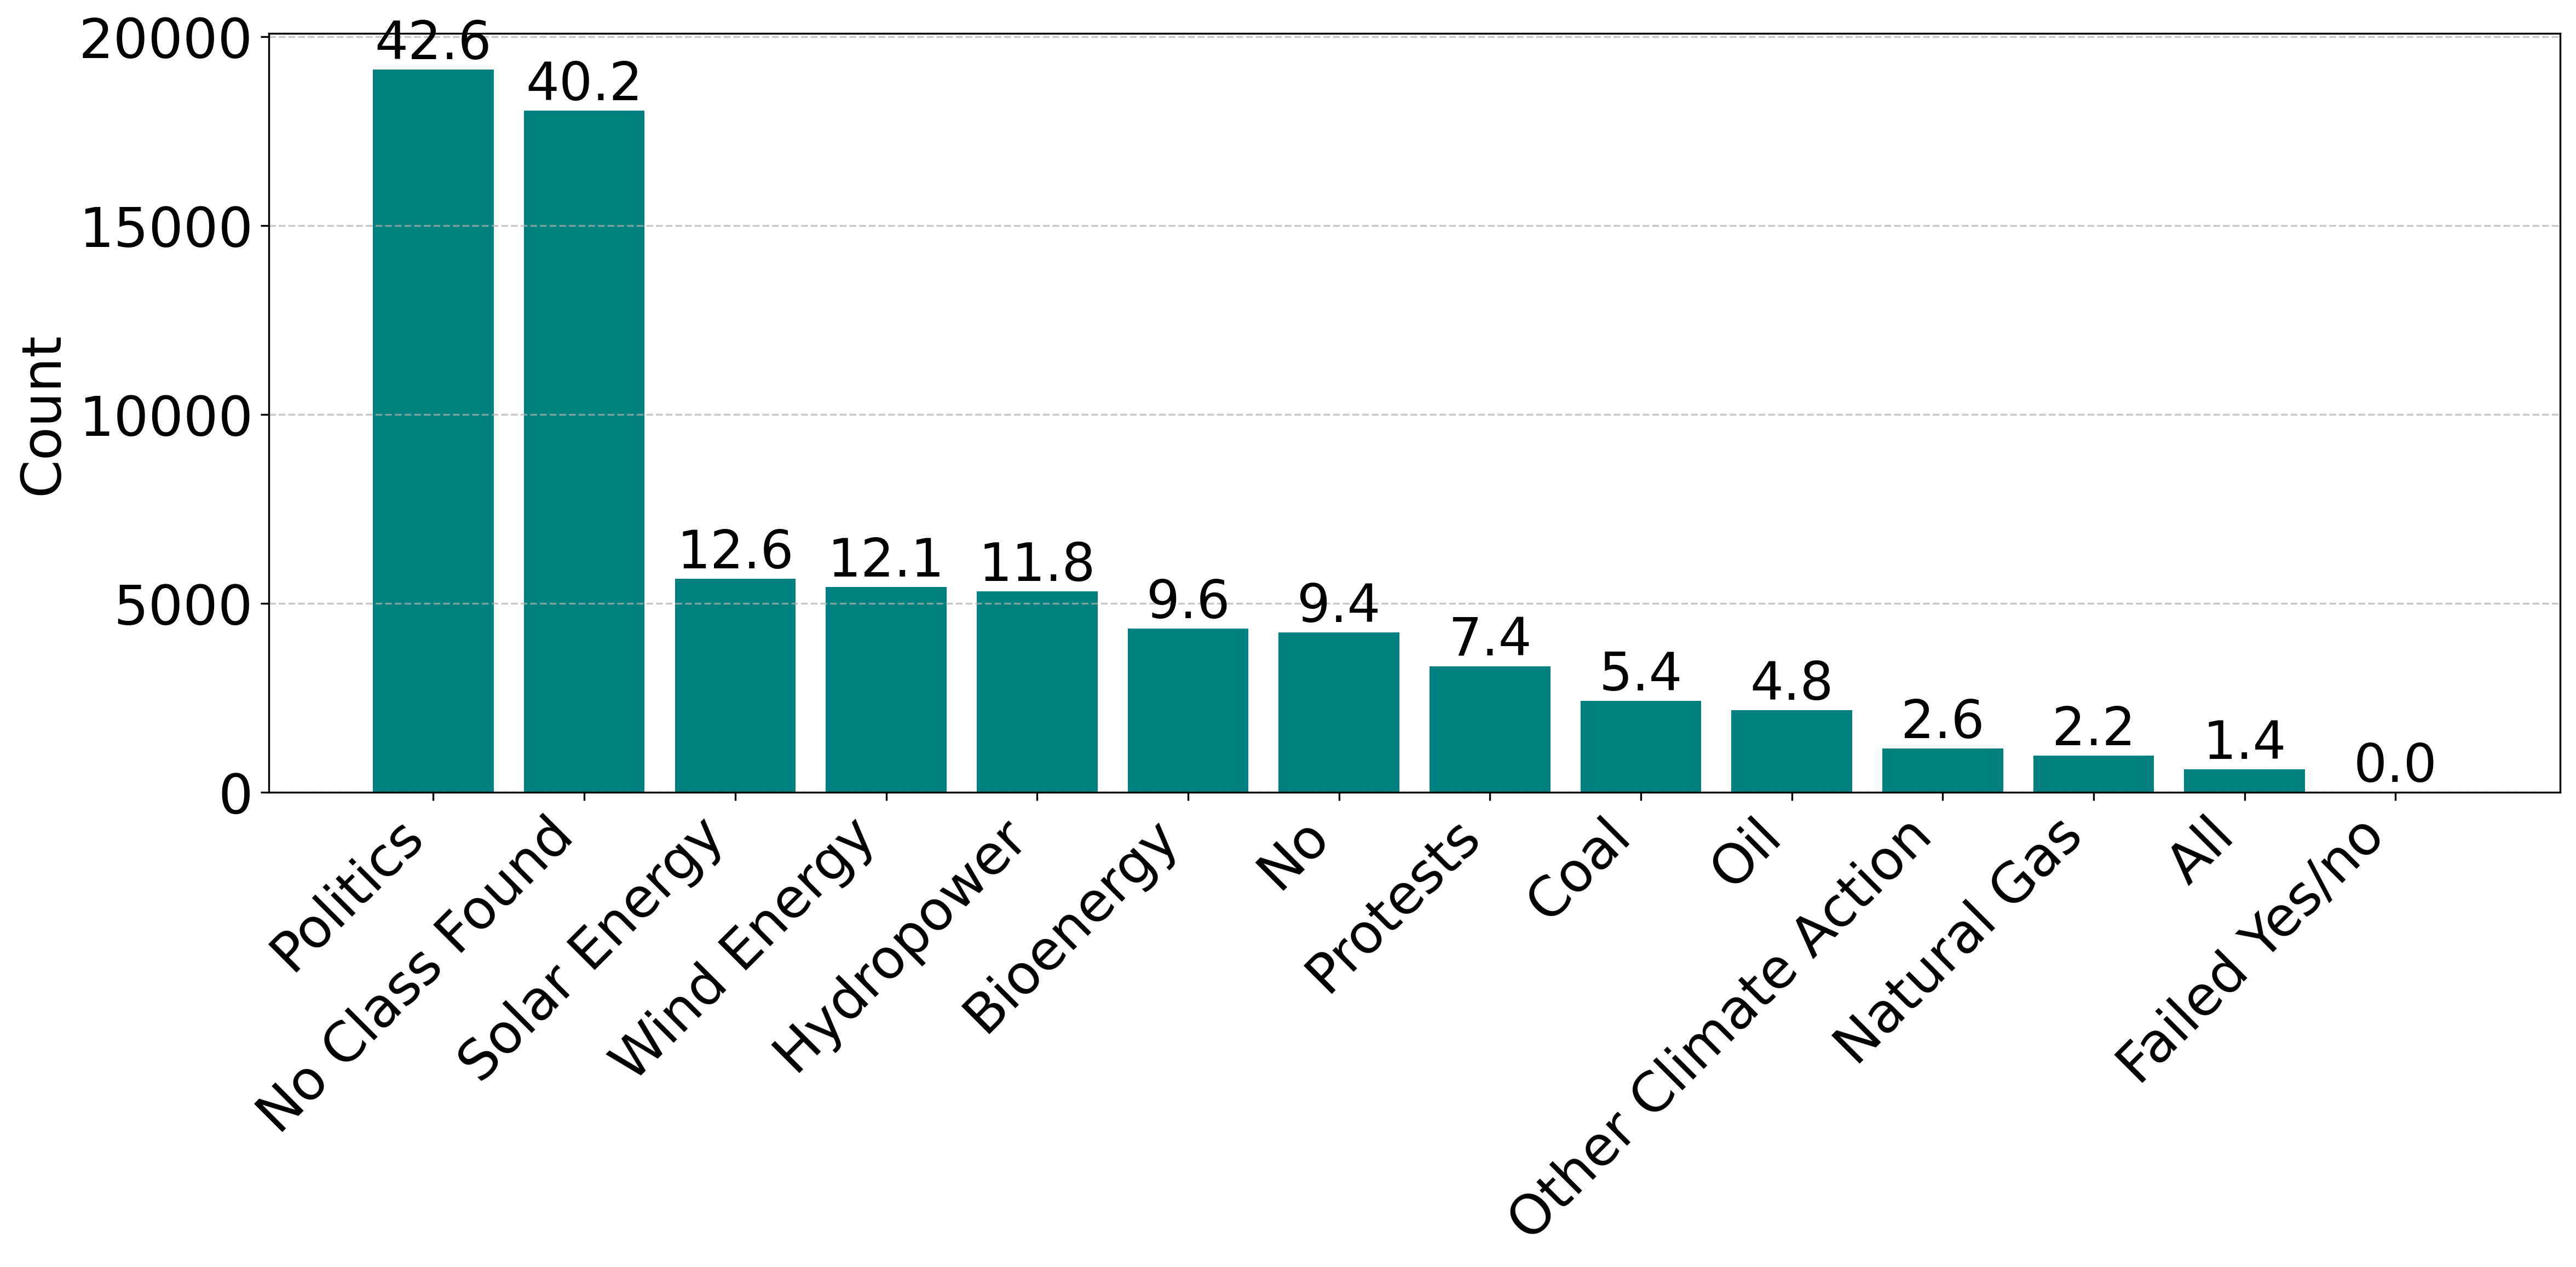 Count
20000
15000
10000
5000
0
42.6
40.2
12.6
12.1
11.8
9.6
9.4
7.4
5.4
4.8
2.6
2.2
1.4
0.0
Politics
No Class Found
Solar Energy
Wind Energy
Hydropower
Bioenergy
No
Protests
Coal
Oil
Other Climate Action
Natural Gas
All
Failed Yes/no